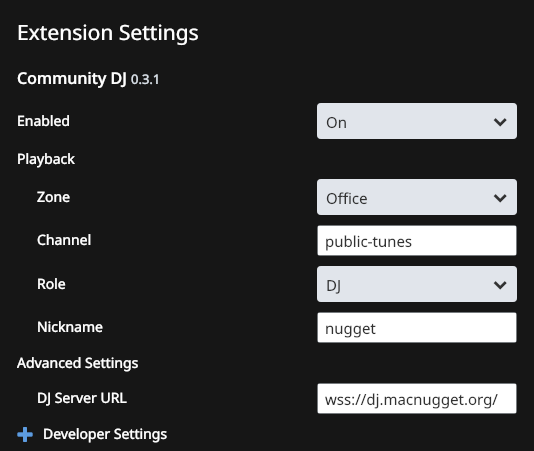 Extension Settings
Community DJ 0.3.1
Enabled On
Playback
Zone Office
Channel public-tunes
Role DJ
Nickname nugget
Advanced Settings
DJ Server URL wss://dj.macnugget.org/
Developer Settings